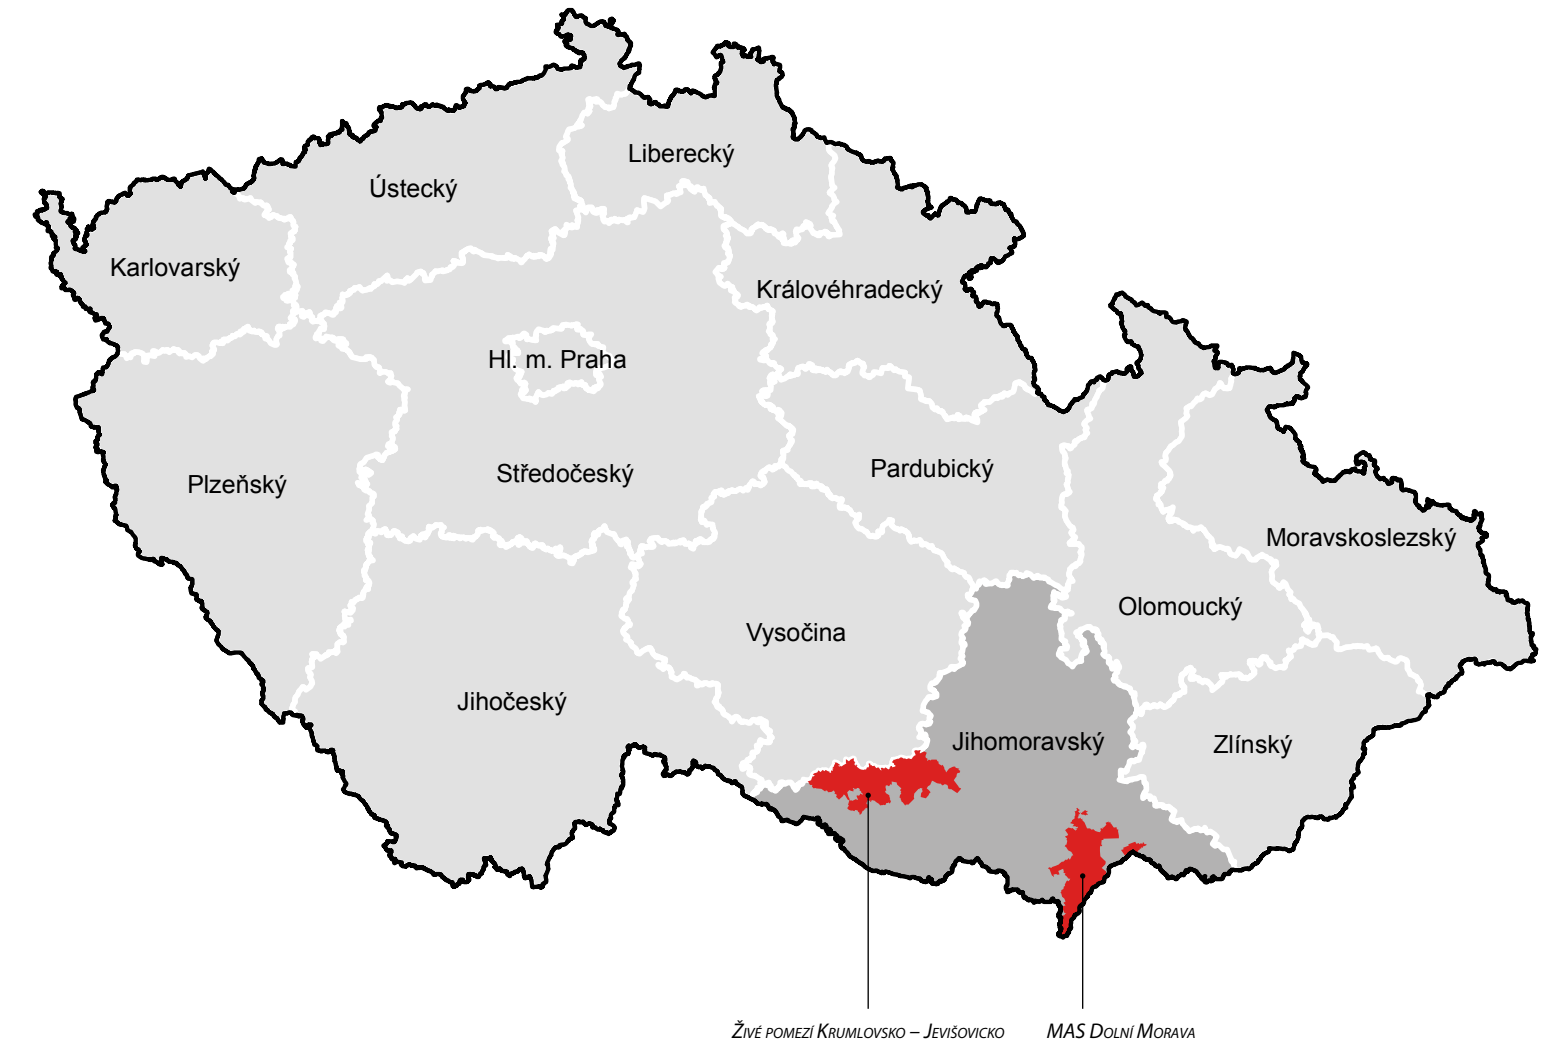 Liberecký
Ústecký
Karlovarský
Královéhradecký
Hl. m. Praha
Středočeský
Pardubický
Plzeňský
Moravskoslezský
Olomoucký
Vysočina
Jihočeský
Jihomoravský
Zlínský
Živé pomezí Krumlovsko – Jevišovicko
MAS Dolní Morava